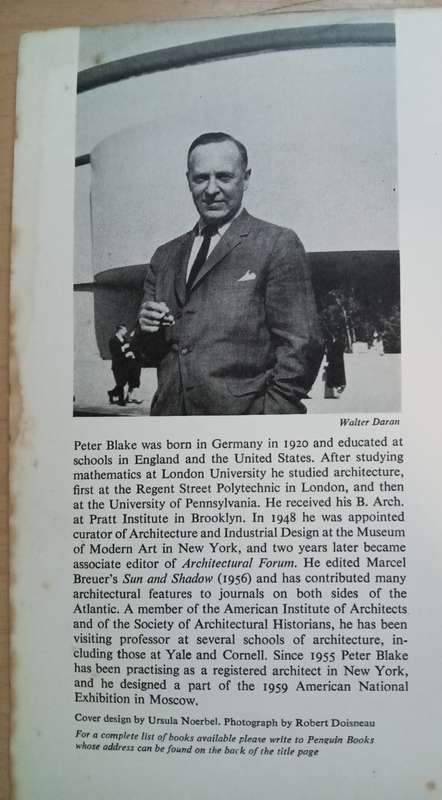 Walter Daran
Peter Blake was born in Germany in 1920 and educated at
schools in England and the United States. After studying
mathematics at London University he studied architecture,
first at the Regent Street Polytechnic in London, and then
at the University of Pennsylvania. He received his B. Arch.
at Pratt Institute in Brooklyn. In 1948 he was appointed
curator of Architecture and Industrial Design at the Museum
of Modern Art in New York, and two years later became
associate editor of Architectural Forum. He edited Marcel
Breuer's Sun and Shadow (1956) and has contributed many
architectural features to journals on both sides of the
Atlantic. A member of the American Institute of Architects
and of the Society of Architectural Historians, he has been
visiting professor at several schools of architecture, in-
cluding those at Yale and Cornell. Since 1955 Peter Blake
has been practising as a registered architect in New York,
and he designed a part of the 1959 American National
Exhibition in Moscow.
Cover design by Ursula Noerbel. Photograph by Robert Doisneau
For a complete list of books available please write to Penguin Books
whose address can be found on the back of the title page